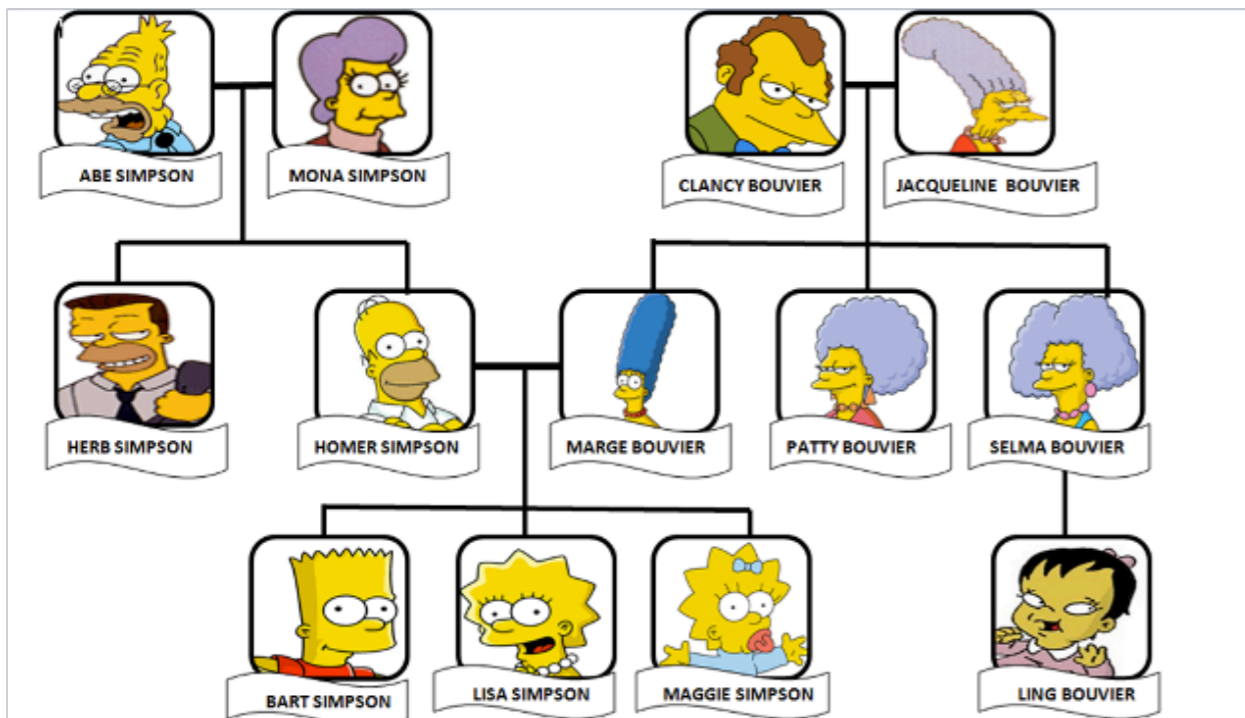 ABE SIMPSON
MONA SIMPSON
CLANCY BOUVIER
JACQUELINE BOUVIER
HERB SIMPSON
HOMER SIMPSON
MARGE BOUVIER
PATTY BOUVIER
SELMA BOUVIER
BART SIMPSON
LISA SIMPSON
MAGGIE SIMPSON
LING BOUVIER